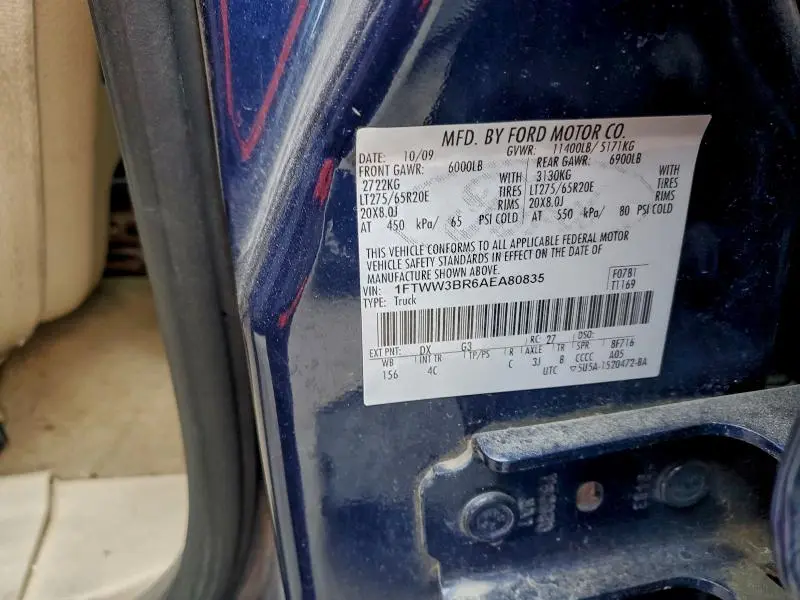 MFD. BY FORD MOTOR CO.
DATE: 10/09 GVWR: 11400LB/ 5171KG
FRONT GAWR: 6000LB REAR GAWR: 6900LB
2722KG WITH 3130KG WITH
LT275/65R20E TIRES LT275/65R20E TIRES
20X8.0J RIMS 20X8.0J RIMS
AT 450 kPa/ 65 PSI COLD AT 550 kPa/ 80 PSI COLD
THIS VEHICLE CONFORMS TO ALL APPLICABLE FEDERAL MOTOR
VEHICLE SAFETY STANDARDS IN EFFECT ON THE DATE OF
MANUFACTURE SHOWN ABOVE.
VIN: 1FTWW3BR6AEA80835 F0781
TYPE: Truck T1169
EXT PNT: DX G3 RC: 27 DSO:
WB INT TR TP/PS R AXLE TR SPR 8F716
156 4C C 3J B CCCC A05
UTC ▽5U5A-1520472-BA